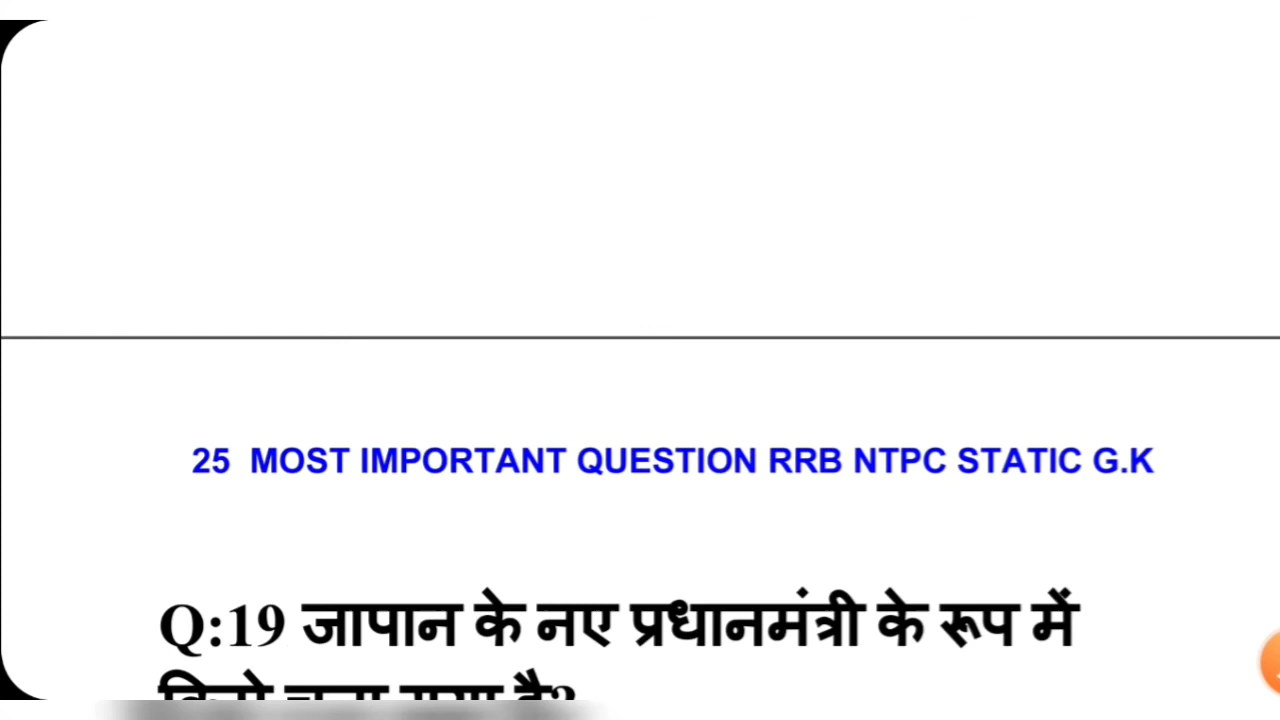 25 MOST IMPORTANT QUESTION RRB NTPC STATIC G.K
Q:19 जापान के नए प्रधानमंत्री के रूप में